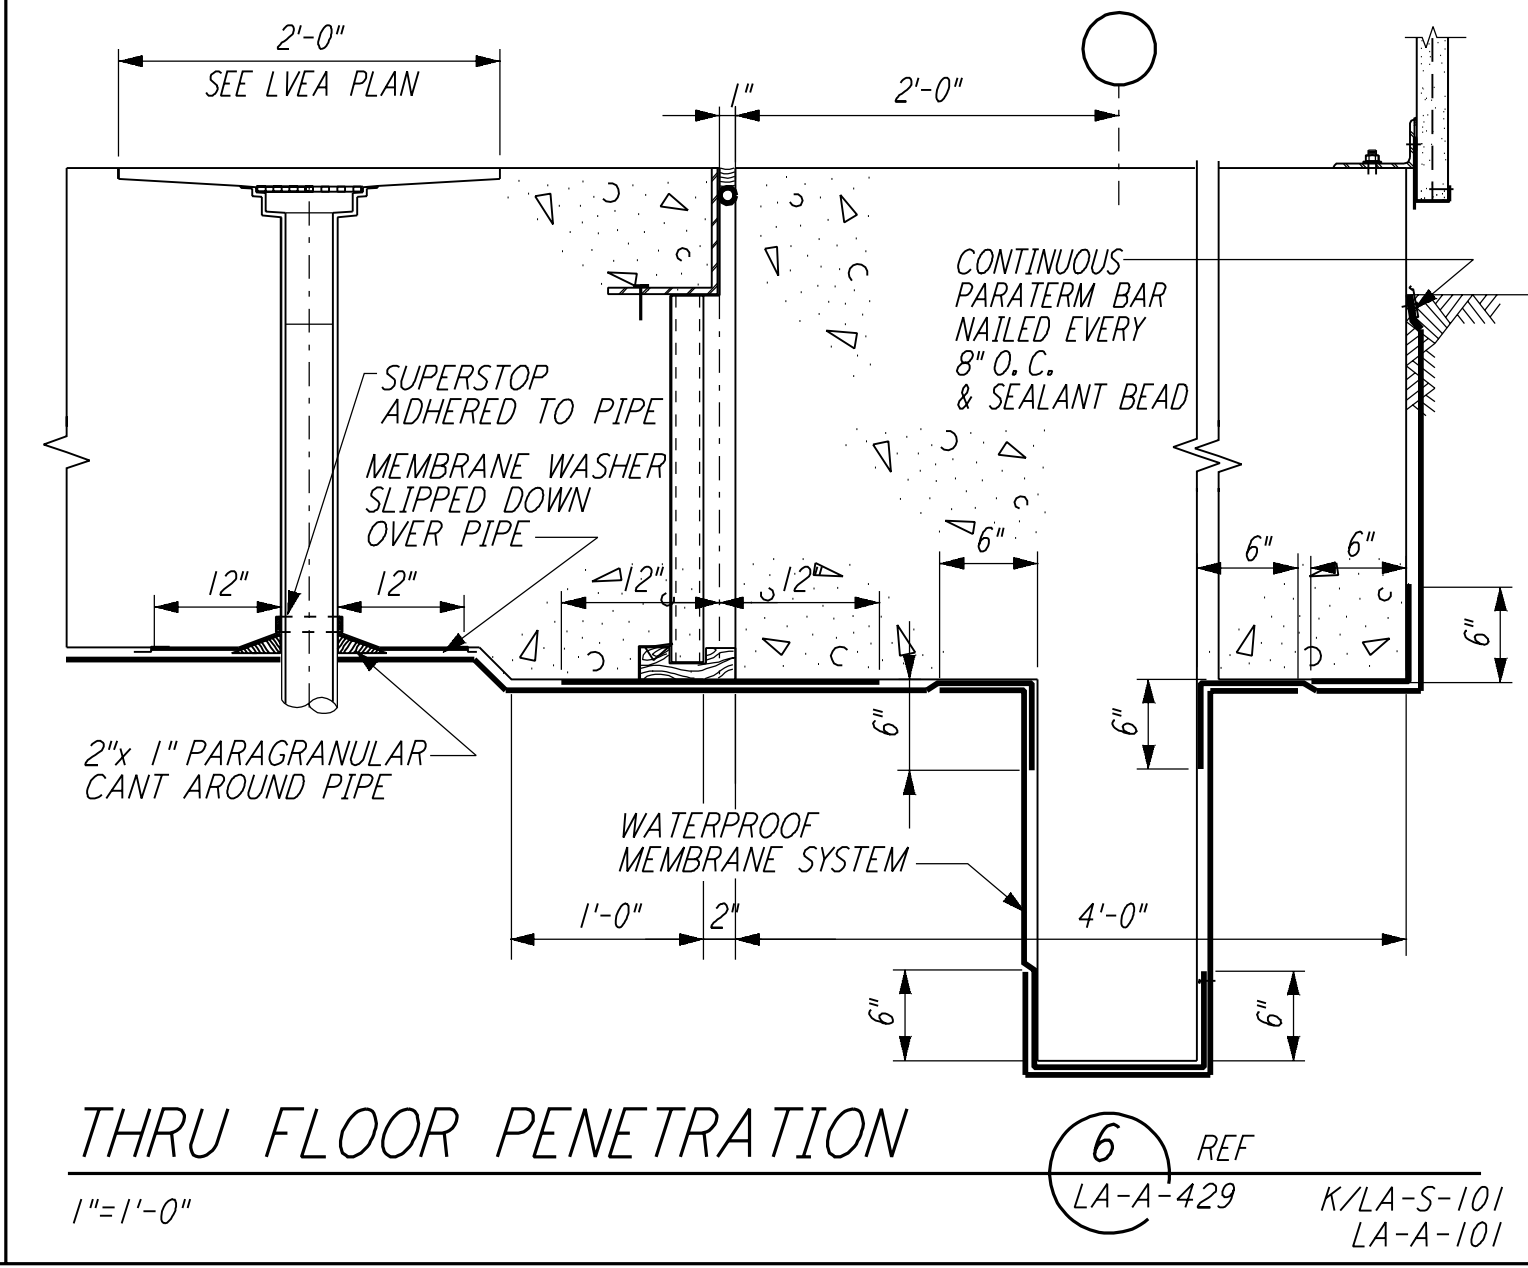 2'-0"
SEE LVEA PLAN
1"
2'-0"
CONTINUOUS
PARATERM BAR
NAILED EVERY
8" O.C.
& SEALANT BEAD
SUPERSTOP
ADHERED TO PIPE
MEMBRANE WASHER
SLIPPED DOWN
OVER PIPE
12"
12"
12"
12"
6"
6"
6"
6"
6"
6"
2"x 1" PARAGRANULAR
CANT AROUND PIPE
WATERPROOF
MEMBRANE SYSTEM
1'-0"
2"
4'-0"
6"
6"
THRU FLOOR PENETRATION
6
REF
1"=1'-0"
LA-A-429
K/LA-S-101
LA-A-101